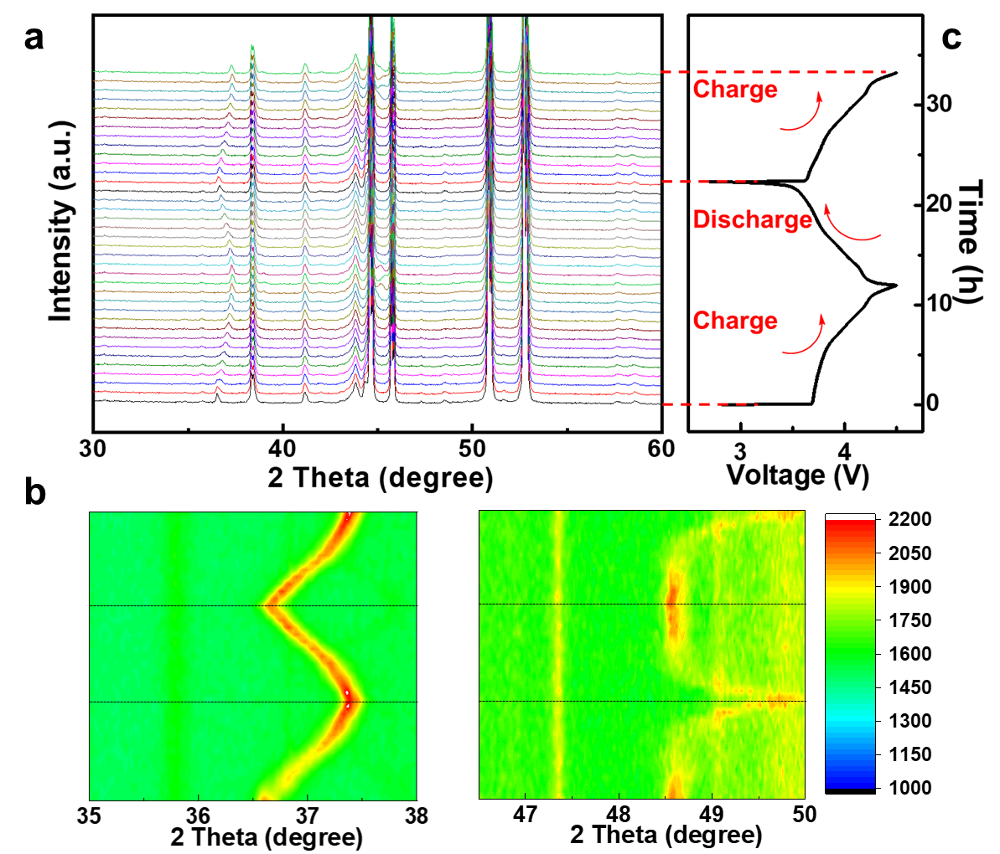 a
Intensity (a.u.)
30 40 50 60
2 Theta (degree)
c
Charge
Discharge
Charge
30
20
10
0
Time (h)
3 4
Voltage (V)
b
35 36 37 38
2 Theta (degree)
47 48 49 50
2 Theta (degree)
2200
2050
1900
1750
1600
1450
1300
1150
1000